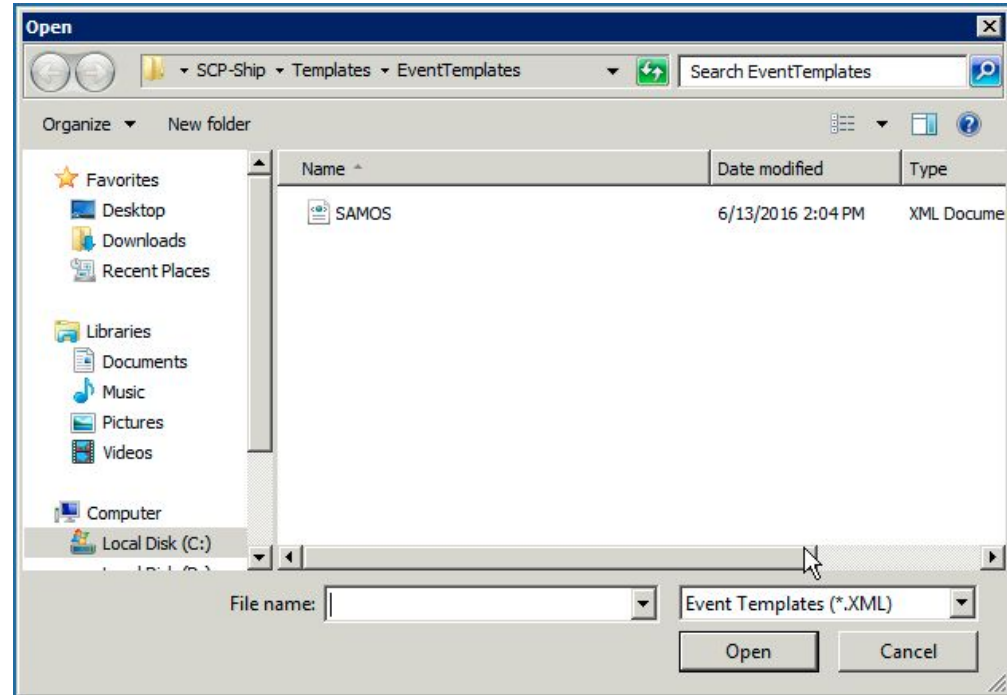 Open
SCP-Ship Templates EventTemplates Search EventTemplates
Organize New folder
Name Date modified Type
SAMOS 6/13/2016 2:04 PM XML Docume
Favorites
Desktop
Downloads
Recent Places
Libraries
Documents
Music
Pictures
Videos
Computer
Local Disk (C:)
File name: Event Templates (*.XML)
Open Cancel